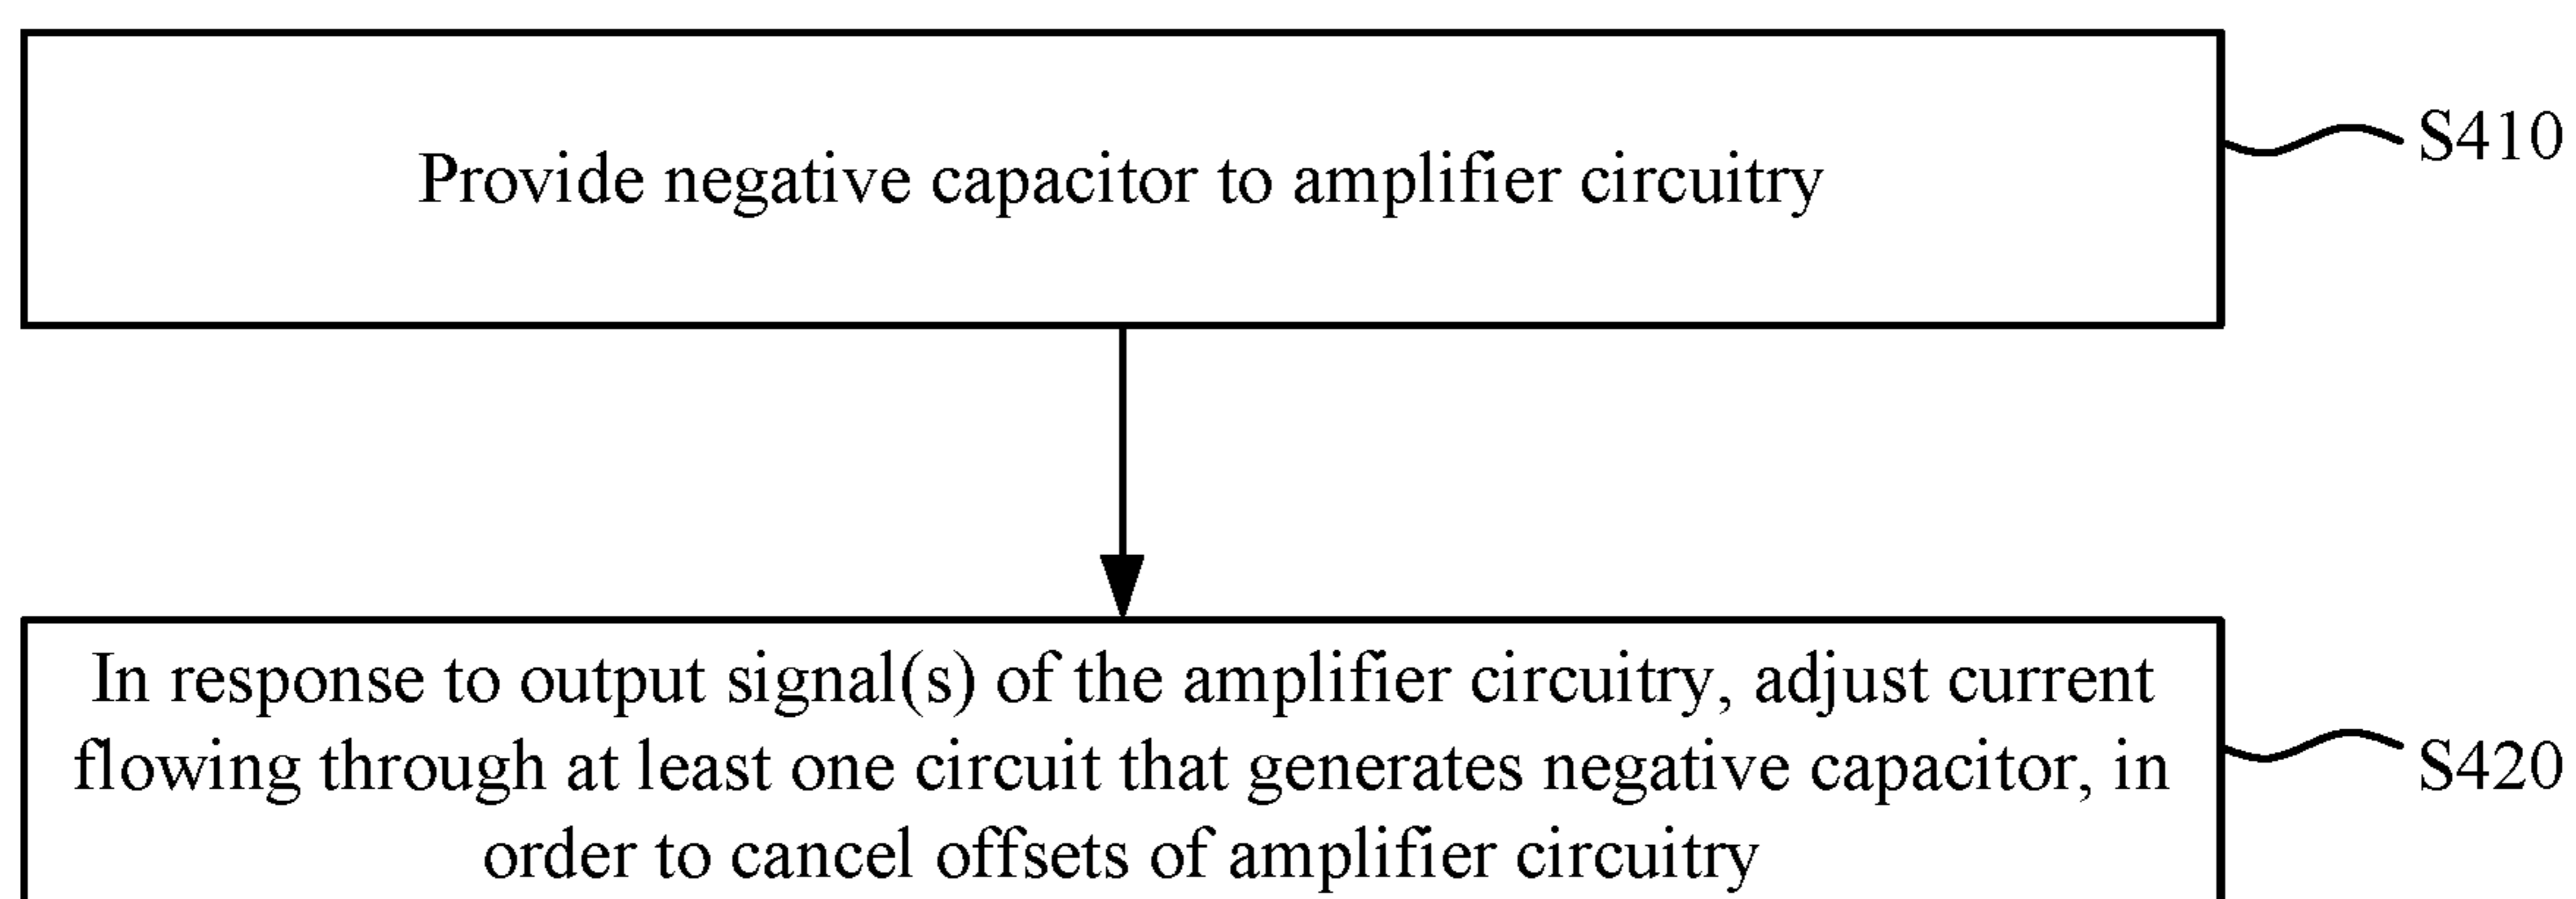 Provide negative capacitor to amplifier circuitry
S410
In response to output signal(s) of the amplifier circuitry, adjust current
flowing through at least one circuit that generates negative capacitor, in
order to cancel offsets of amplifier circuitry
S420